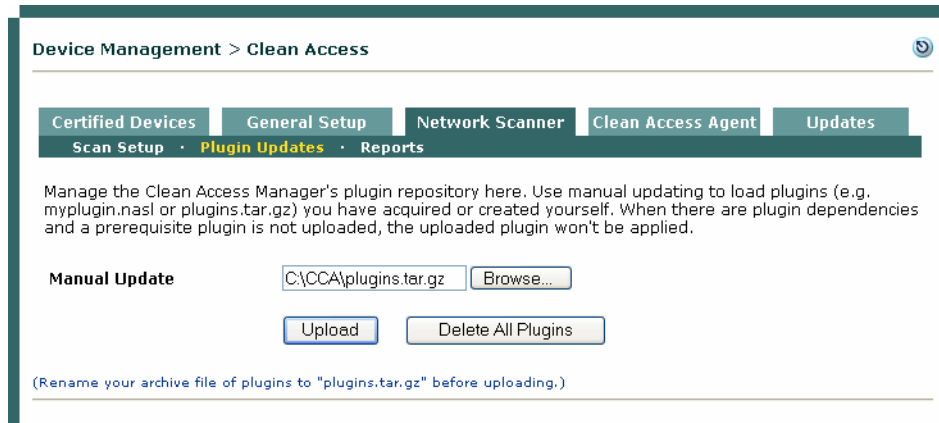 Device Management > Clean Access
Certified Devices General Setup Network Scanner Clean Access Agent Updates
Scan Setup · Plugin Updates · Reports
Manage the Clean Access Manager's plugin repository here. Use manual updating to load plugins (e.g.
myplugin.nasl or plugins.tar.gz) you have acquired or created yourself. When there are plugin dependencies
and a prerequisite plugin is not uploaded, the uploaded plugin won't be applied.
Manual Update C:\CCA\plugins.tar.gz Browse...
Upload Delete All Plugins
(Rename your archive file of plugins to "plugins.tar.gz" before uploading.)